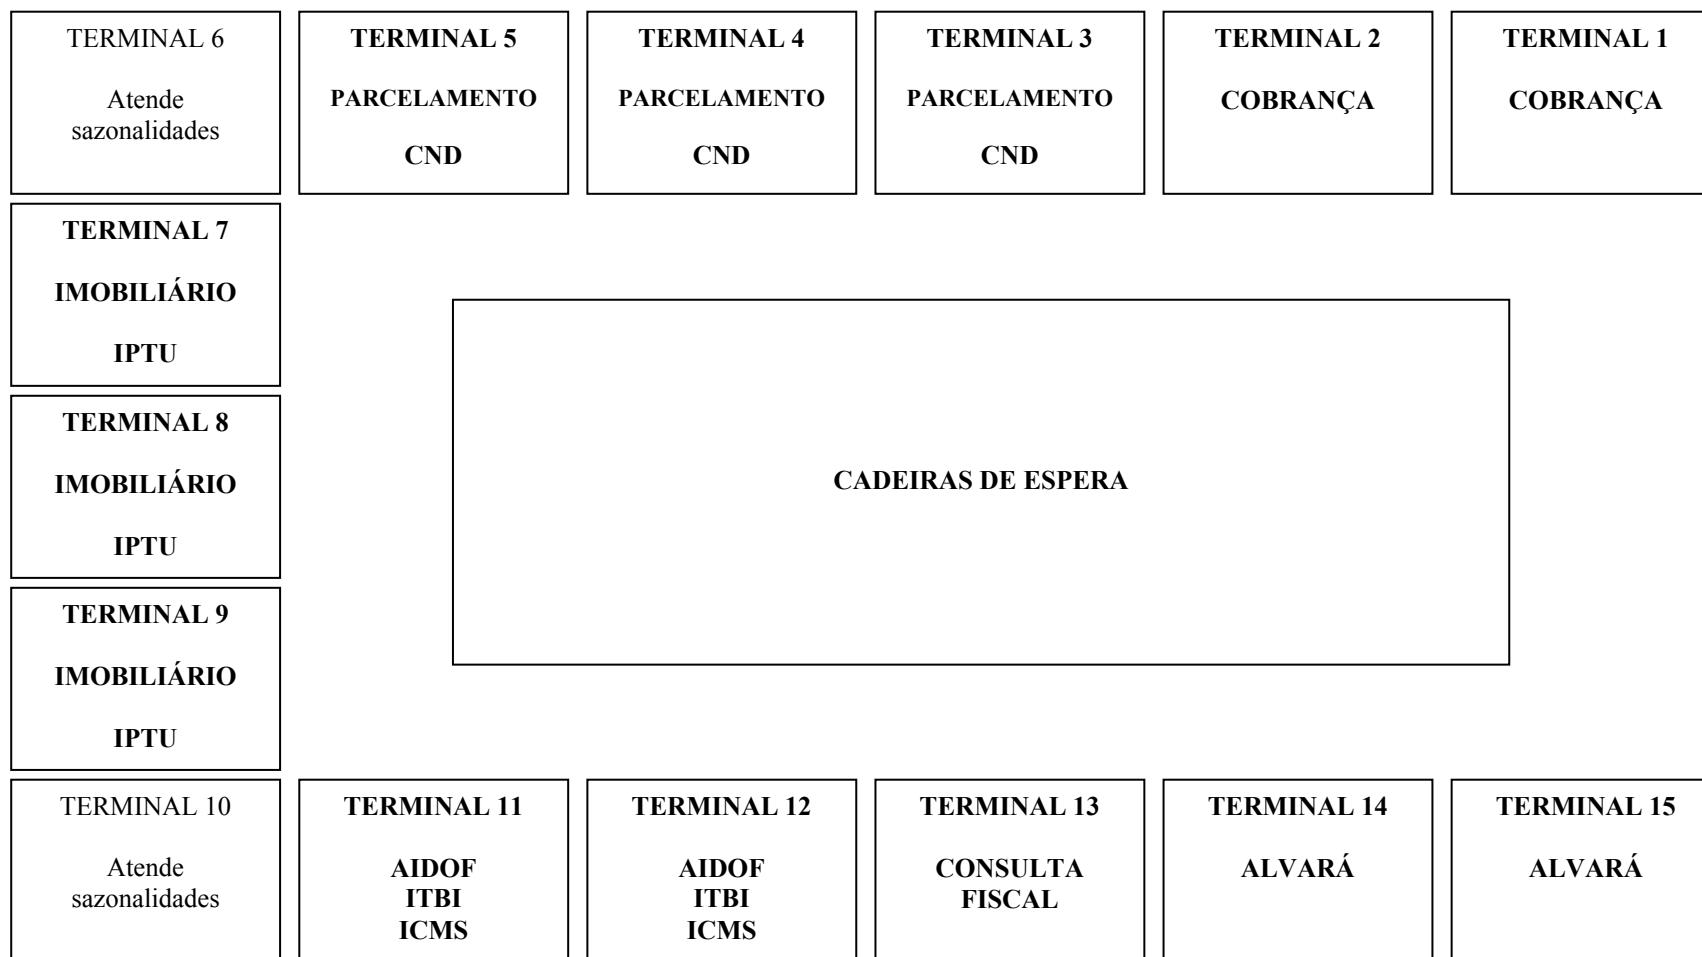 TERMINAL 6
Atende
sazonalidades
TERMINAL 5
PARCELAMENTO
CND
TERMINAL 4
PARCELAMENTO
CND
TERMINAL 3
PARCELAMENTO
CND
TERMINAL 2
COBRANÇA
TERMINAL 1
COBRANÇA
TERMINAL 7
IMOBILIÁRIO
IPTU
TERMINAL 8
IMOBILIÁRIO
IPTU
CADEIRAS DE ESPERA
TERMINAL 9
IMOBILIÁRIO
IPTU
TERMINAL 10
Atende
sazonalidades
TERMINAL 11
AIDOF
ITBI
ICMS
TERMINAL 12
AIDOF
ITBI
ICMS
TERMINAL 13
CONSULTA
FISCAL
TERMINAL 14
ALVARÁ
TERMINAL 15
ALVARÁ